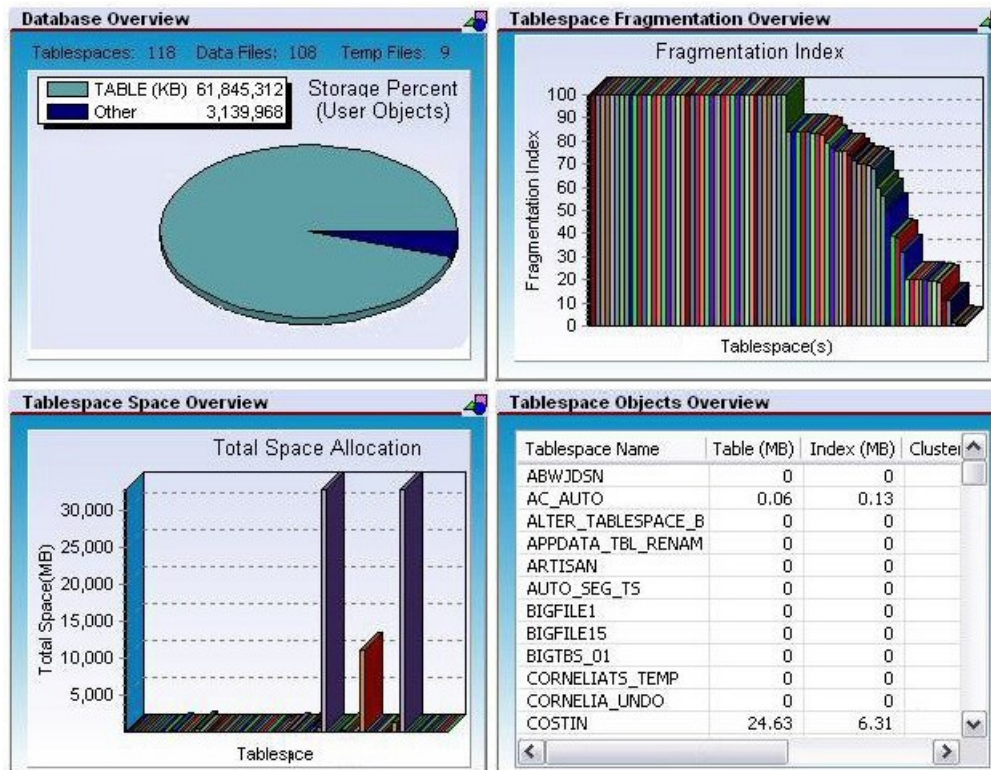 Database Overview
Tablespaces: 118 Data Files: 108 Temp Files: 9
TABLE (KB) 61,845,312
Other 3,139,968
Storage Percent
(User Objects)
Tablespace Fragmentation Overview
Fragmentation Index
Fragmentation Index
100
90
80
70
60
50
40
30
20
10
0
Tablespace(s)
Tablespace Space Overview
Total Space Allocation
Total Space(MB)
30,000
25,000
20,000
15,000
10,000
5,000
Tablespce
Tablespace Objects Overview
Tablespace Name Table (MB) Index (MB) Cluster
ABWJDSN 0 0
AC_AUTO 0.06 0.13
ALTER_TABLESPACE_B 0 0
APPDATA_TBL_RENAM 0 0
ARTISAN 0 0
AUTO_SEG_TS 0 0
BIGFILE1 0 0
BIGFILE15 0 0
BIGTBS_01 0 0
CORNELIATS_TEMP 0 0
CORNELIA_UNDO 0 0
COSTIN 24.63 6.31